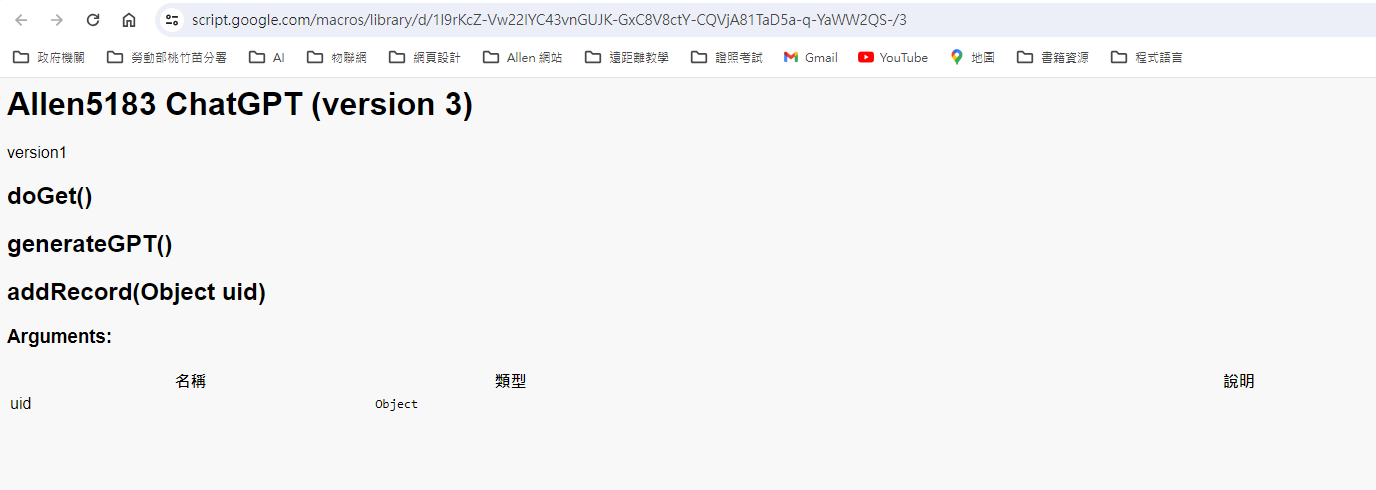 script.google.com/macros/library/d/1I9rKcZ-Vw22IYC43vnGUJK-GxC8V8ctY-CQVjA81TaD5a-q-YaWW2QS-/3
政府機關 勞動部桃竹苗分署 AI 物聯網 網頁設計 Allen 網站 遠距離教學 證照考試 Gmail YouTube 地圖 書籍資源 程式語言
Allen5183 ChatGPT (version 3)
version1
doGet()
generateGPT()
addRecord(Object uid)
Arguments:
名稱 類型 說明
uid Object